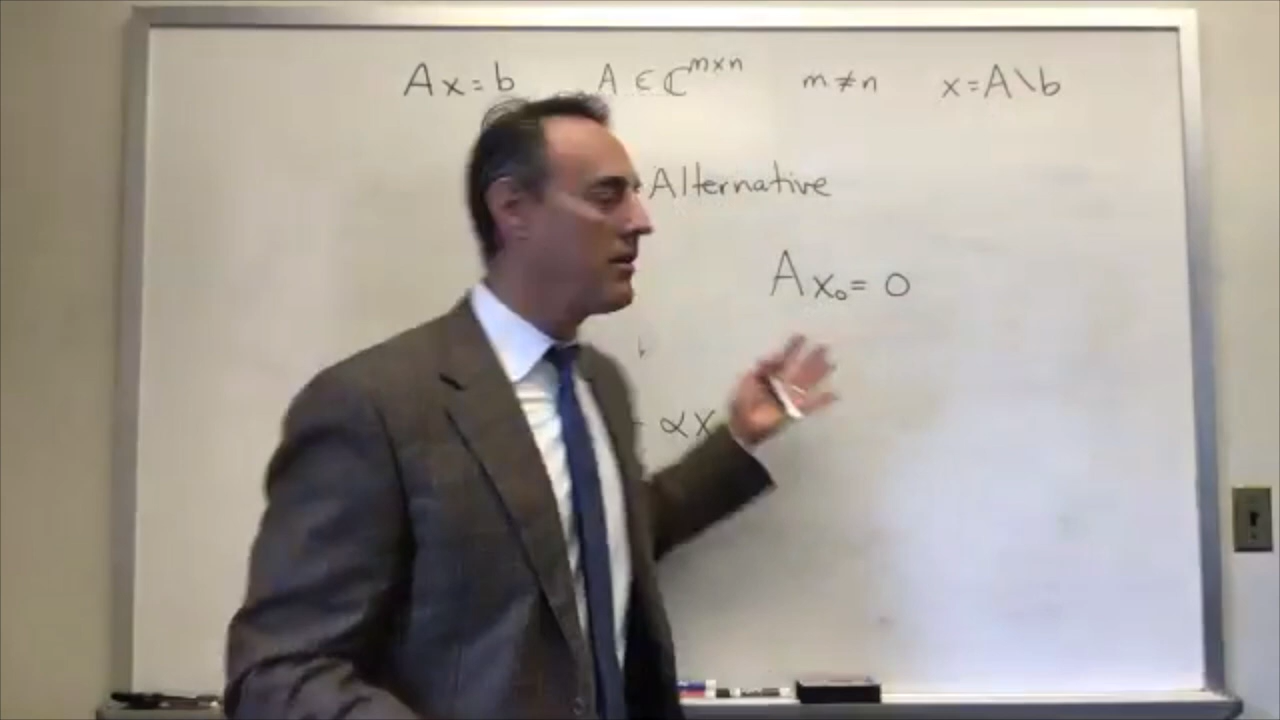 Ax=b A∈ℂ^{m×n} m≠n x=A\b
Alternative
Ax₀=0
αx